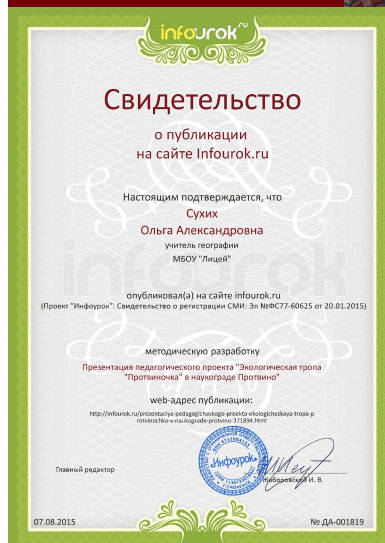 infourok.ru
Свидетельство
о публикации
на сайте Infourok.ru
Настоящим подтверждается, что
Сухих
Ольга Александровна
учитель географии
МБОУ "Лицей"
опубликовал(а) на сайте infourok.ru
(Проект "Инфоурок": Свидетельство о регистрации СМИ: Эл №ФС77-60625 от 20.01.2015)
методическую разработку
Презентация педагогического проекта "Экологическая тропа
"Протвиночка" в наукограде Протвино"
web-адрес публикации:
http://infourok.ru/prezentaciya-pedagogicheskogo-proekta-ekologicheskaya-tropa-p
rotvinochka-v-naukograde-protvino-371894.html
«Инфоурок»
Главный редактор
Жаборовский И. В.
07.08.2015
№ ДА-001819